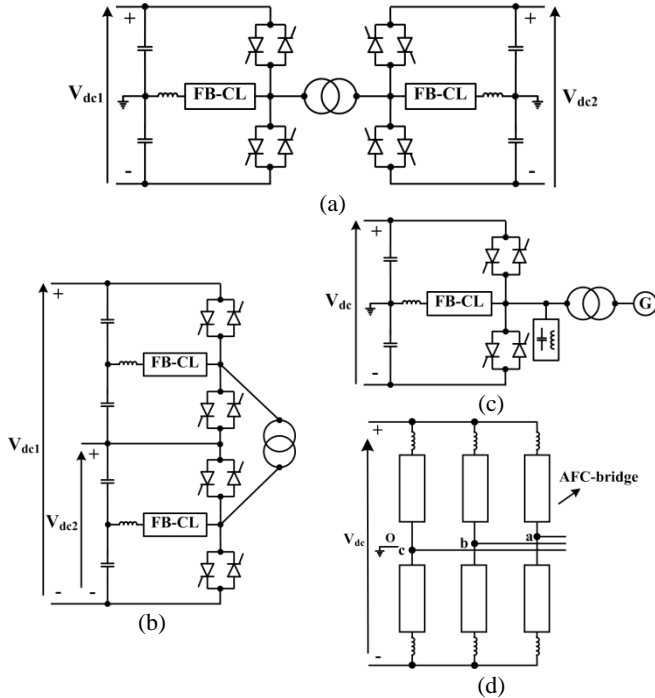 +
+
V_dc1
FB-CL
FB-CL
V_dc2
-
-
(a)
+
FB-CL
V_dc1
+
V_dc2
FB-CL
-
-
(b)
+
V_dc
FB-CL
G
-
(c)
+
AFC-bridge
V_dc
O
a
b
c
-
(d)